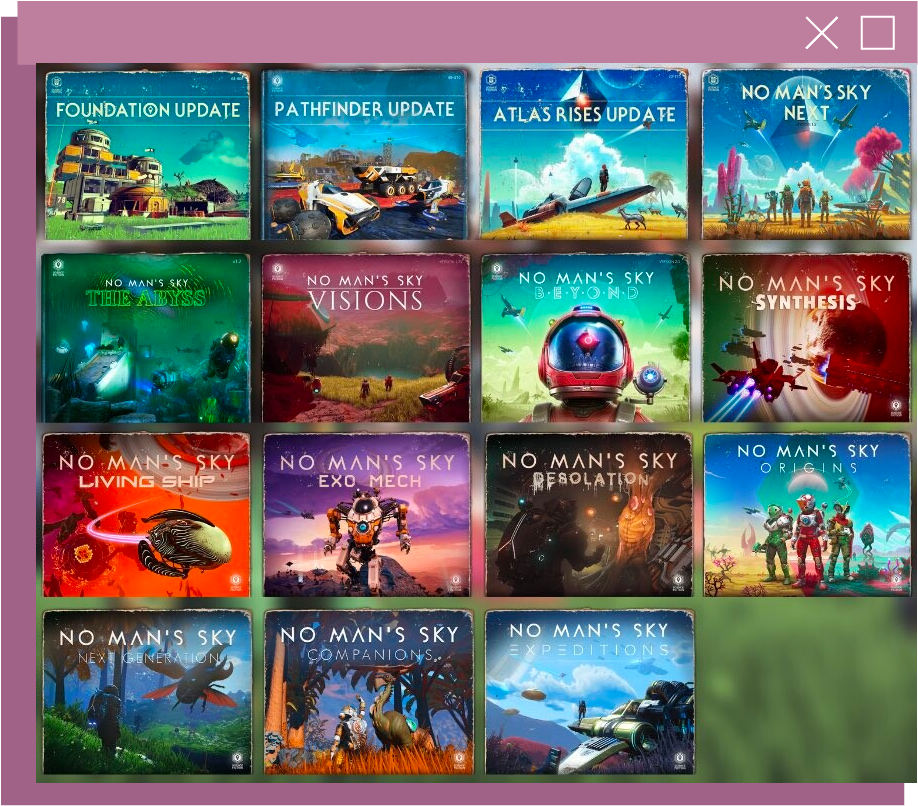 FOUNDATION UPDATE
PATHFINDER UPDATE
ATLAS RISES UPDATE
NO MAN'S SKY
NEXT
NO MAN'S SKY
THE ABYSS
NO MAN'S SKY
VISIONS
NO MAN'S SKY
BEYOND
NO MAN'S SKY
SYNTHESIS
NO MAN'S SKY
LIVING SHIP
NO MAN'S SKY
EXO MECH
NO MAN'S SKY
DESOLATION
NO MAN'S SKY
ORIGINS
NO MAN'S SKY
NEXT GENERATION
NO MAN'S SKY
COMPANIONS
NO MAN'S SKY
EXPEDITIONS